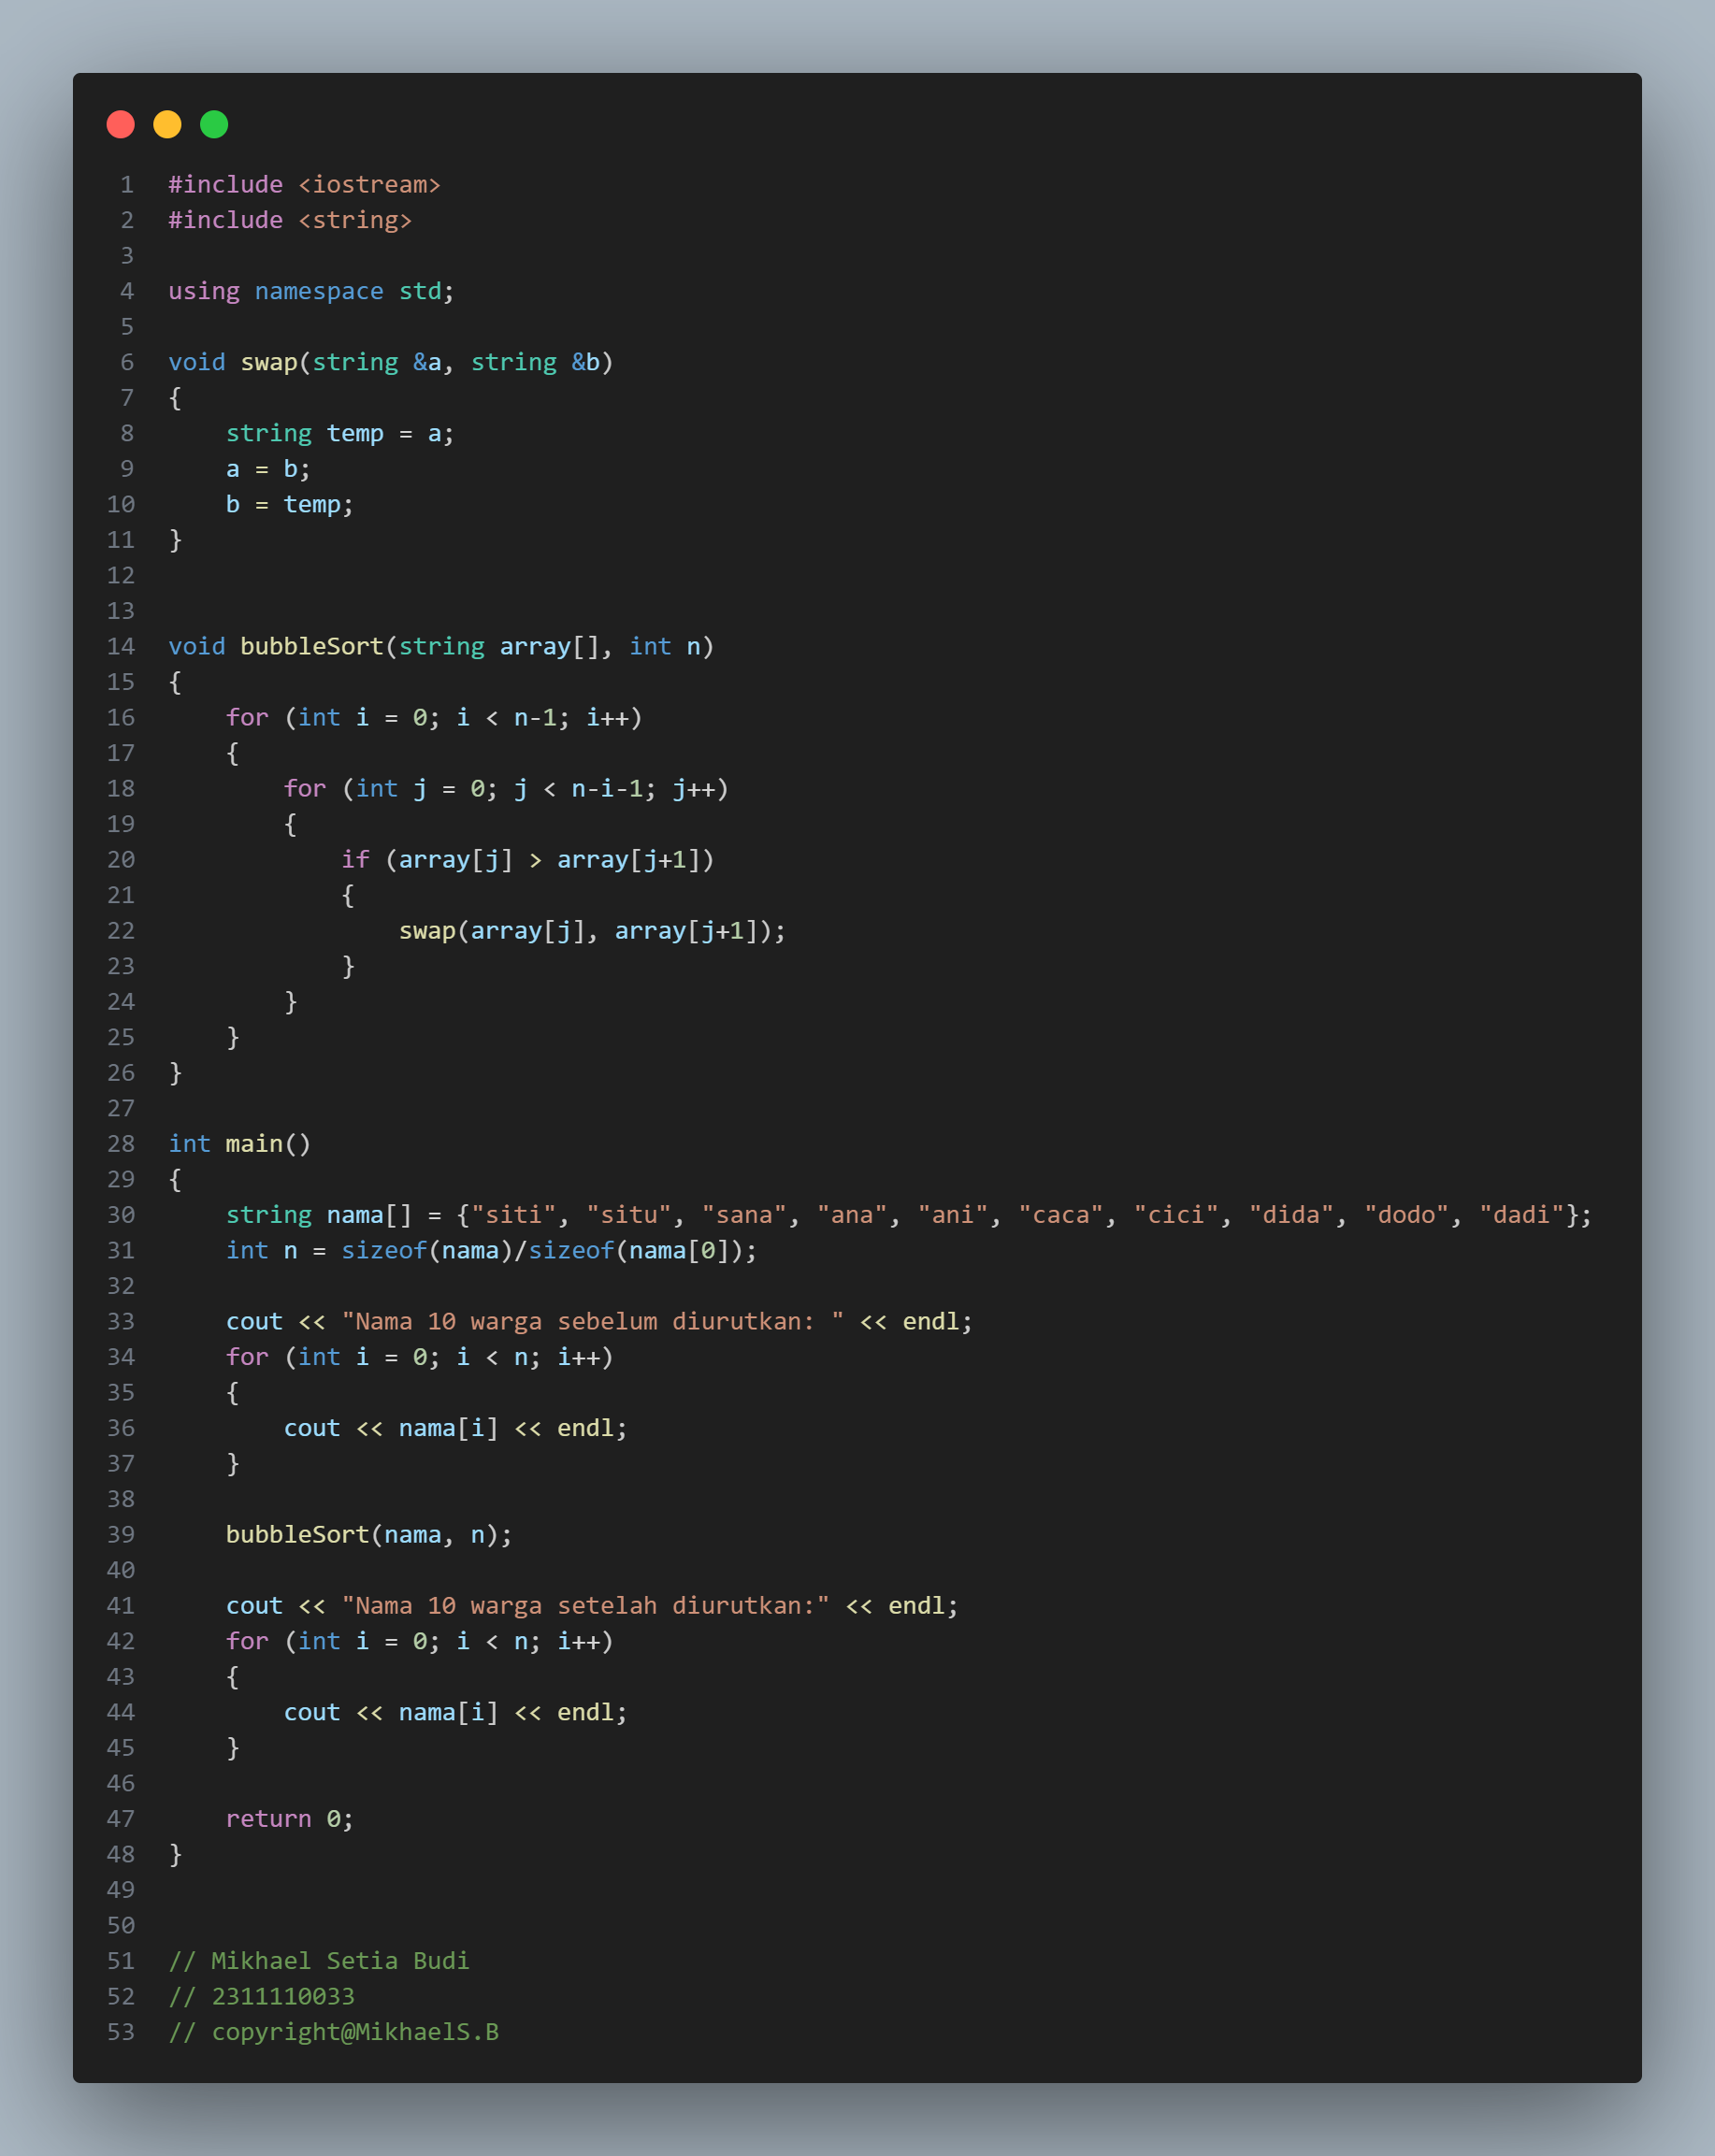 1 #include <iostream>
2 #include <string>
3
4 using namespace std;
5
6 void swap(string &a, string &b)
7 {
8     string temp = a;
9     a = b;
10     b = temp;
11 }
12
13
14 void bubbleSort(string array[], int n)
15 {
16     for (int i = 0; i < n-1; i++)
17     {
18         for (int j = 0; j < n-i-1; j++)
19         {
20             if (array[j] > array[j+1])
21             {
22                 swap(array[j], array[j+1]);
23             }
24         }
25     }
26 }
27
28 int main()
29 {
30     string nama[] = {"siti", "situ", "sana", "ana", "ani", "caca", "cici", "dida", "dodo", "dadi"};
31     int n = sizeof(nama)/sizeof(nama[0]);
32
33     cout << "Nama 10 warga sebelum diurutkan: " << endl;
34     for (int i = 0; i < n; i++)
35     {
36         cout << nama[i] << endl;
37     }
38
39     bubbleSort(nama, n);
40
41     cout << "Nama 10 warga setelah diurutkan:" << endl;
42     for (int i = 0; i < n; i++)
43     {
44         cout << nama[i] << endl;
45     }
46
47     return 0;
48 }
49
50
51 // Mikhael Setia Budi
52 // 2311110033
53 // copyright@MikhaelS.B